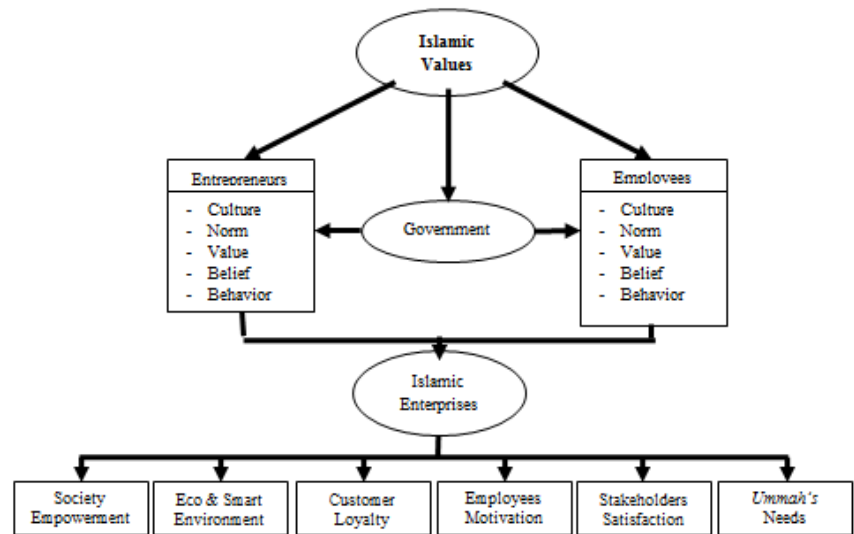 Islamic
Values
Entrepreneurs
- Culture
- Norm
- Value
- Belief
- Behavior
Government
Employees
- Culture
- Norm
- Value
- Belief
- Behavior
Islamic
Enterprises
Society
Empowerment
Eco & Smart
Environment
Customer
Loyalty
Employees
Motivation
Stakeholders
Satisfaction
Ummah's
Needs